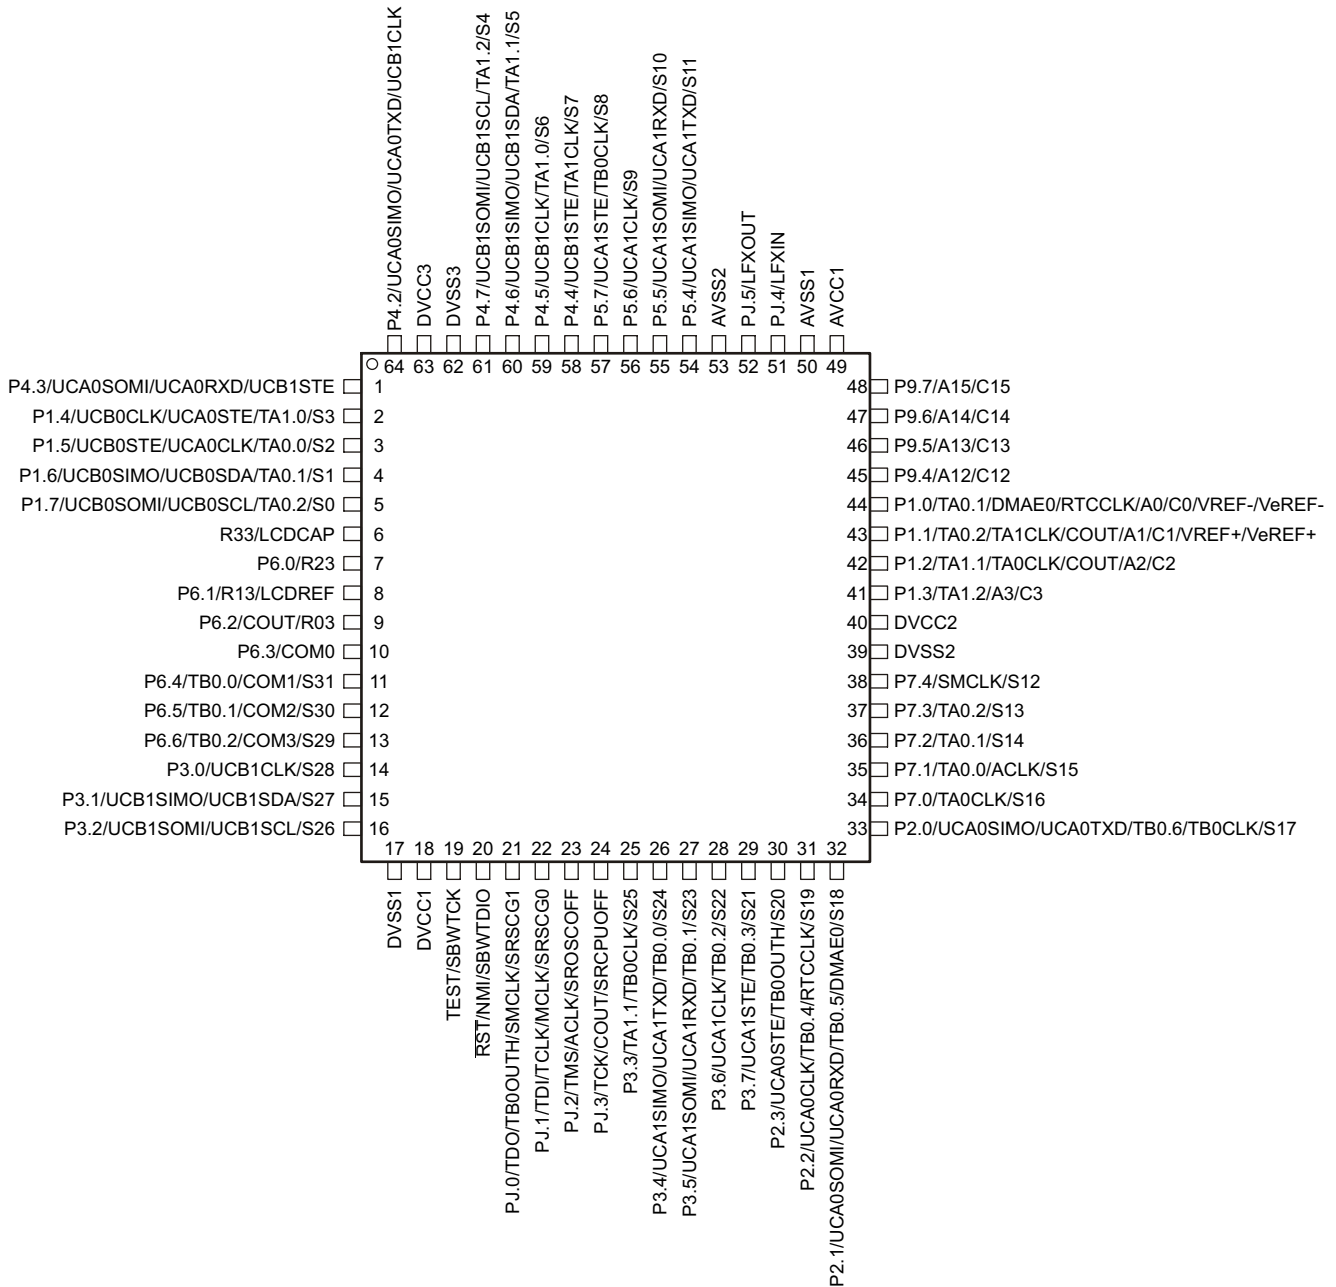 P4.2/UCA0SIMO/UCA0TXD/UCB1CLK
DVCC3
DVSS3
P4.7/UCB1SOMI/UCB1SCL/TA1.2/S4
P4.6/UCB1SIMO/UCB1SDA/TA1.1/S5
P4.5/UCB1CLK/TA1.0/S6
P4.4/UCB1STE/TA1CLK/S7
P5.7/UCA1STE/TB0CLK/S8
P5.6/UCA1CLK/S9
P5.5/UCA1SOMI/UCA1RXD/S10
P5.4/UCA1SIMO/UCA1TXD/S11
AVSS2
PJ.5/LFXOUT
PJ.4/LFXIN
AVSS1
AVCC1
64 63 62 61 60 59 58 57 56 55 54 53 52 51 50 49
P4.3/UCA0SOMI/UCA0RXD/UCB1STE 1
P1.4/UCB0CLK/UCA0STE/TA1.0/S3 2
P1.5/UCB0STE/UCA0CLK/TA0.0/S2 3
P1.6/UCB0SIMO/UCB0SDA/TA0.1/S1 4
P1.7/UCB0SOMI/UCB0SCL/TA0.2/S0 5
R33/LCDCAP 6
P6.0/R23 7
P6.1/R13/LCDREF 8
P6.2/COUT/R03 9
P6.3/COM0 10
P6.4/TB0.0/COM1/S31 11
P6.5/TB0.1/COM2/S30 12
P6.6/TB0.2/COM3/S29 13
P3.0/UCB1CLK/S28 14
P3.1/UCB1SIMO/UCB1SDA/S27 15
P3.2/UCB1SOMI/UCB1SCL/S26 16
48 P9.7/A15/C15
47 P9.6/A14/C14
46 P9.5/A13/C13
45 P9.4/A12/C12
44 P1.0/TA0.1/DMAE0/RTCCLK/A0/C0/VREF-/VeREF-
43 P1.1/TA0.2/TA1CLK/COUT/A1/C1/VREF+/VeREF+
42 P1.2/TA1.1/TA0CLK/COUT/A2/C2
41 P1.3/TA1.2/A3/C3
40 DVCC2
39 DVSS2
38 P7.4/SMCLK/S12
37 P7.3/TA0.2/S13
36 P7.2/TA0.1/S14
35 P7.1/TA0.0/ACLK/S15
34 P7.0/TA0CLK/S16
33 P2.0/UCA0SIMO/UCA0TXD/TB0.6/TB0CLK/S17
17 18 19 20 21 22 23 24 25 26 27 28 29 30 31 32
DVSS1
DVCC1
TEST/SBWTCK
RST/NMI/SBWTDIO
PJ.0/TDO/TB0OUTH/SMCLK/SRSCG1
PJ.1/TDI/TCLK/MCLK/SRSCG0
PJ.2/TMS/ACLK/SROSCOFF
PJ.3/TCK/COUT/SRCPUOFF
P3.3/TA1.1/TB0CLK/S25
P3.4/UCA1SIMO/UCA1TXD/TB0.0/S24
P3.5/UCA1SOMI/UCA1RXD/TB0.1/S23
P3.6/UCA1CLK/TB0.2/S22
P3.7/UCA1STE/TB0.3/S21
P2.3/UCA0STE/TB0OUTH/S20
P2.2/UCA0CLK/TB0.4/RTCCLK/S19
P2.1/UCA0SOMI/UCA0RXD/TB0.5/DMAE0/S18